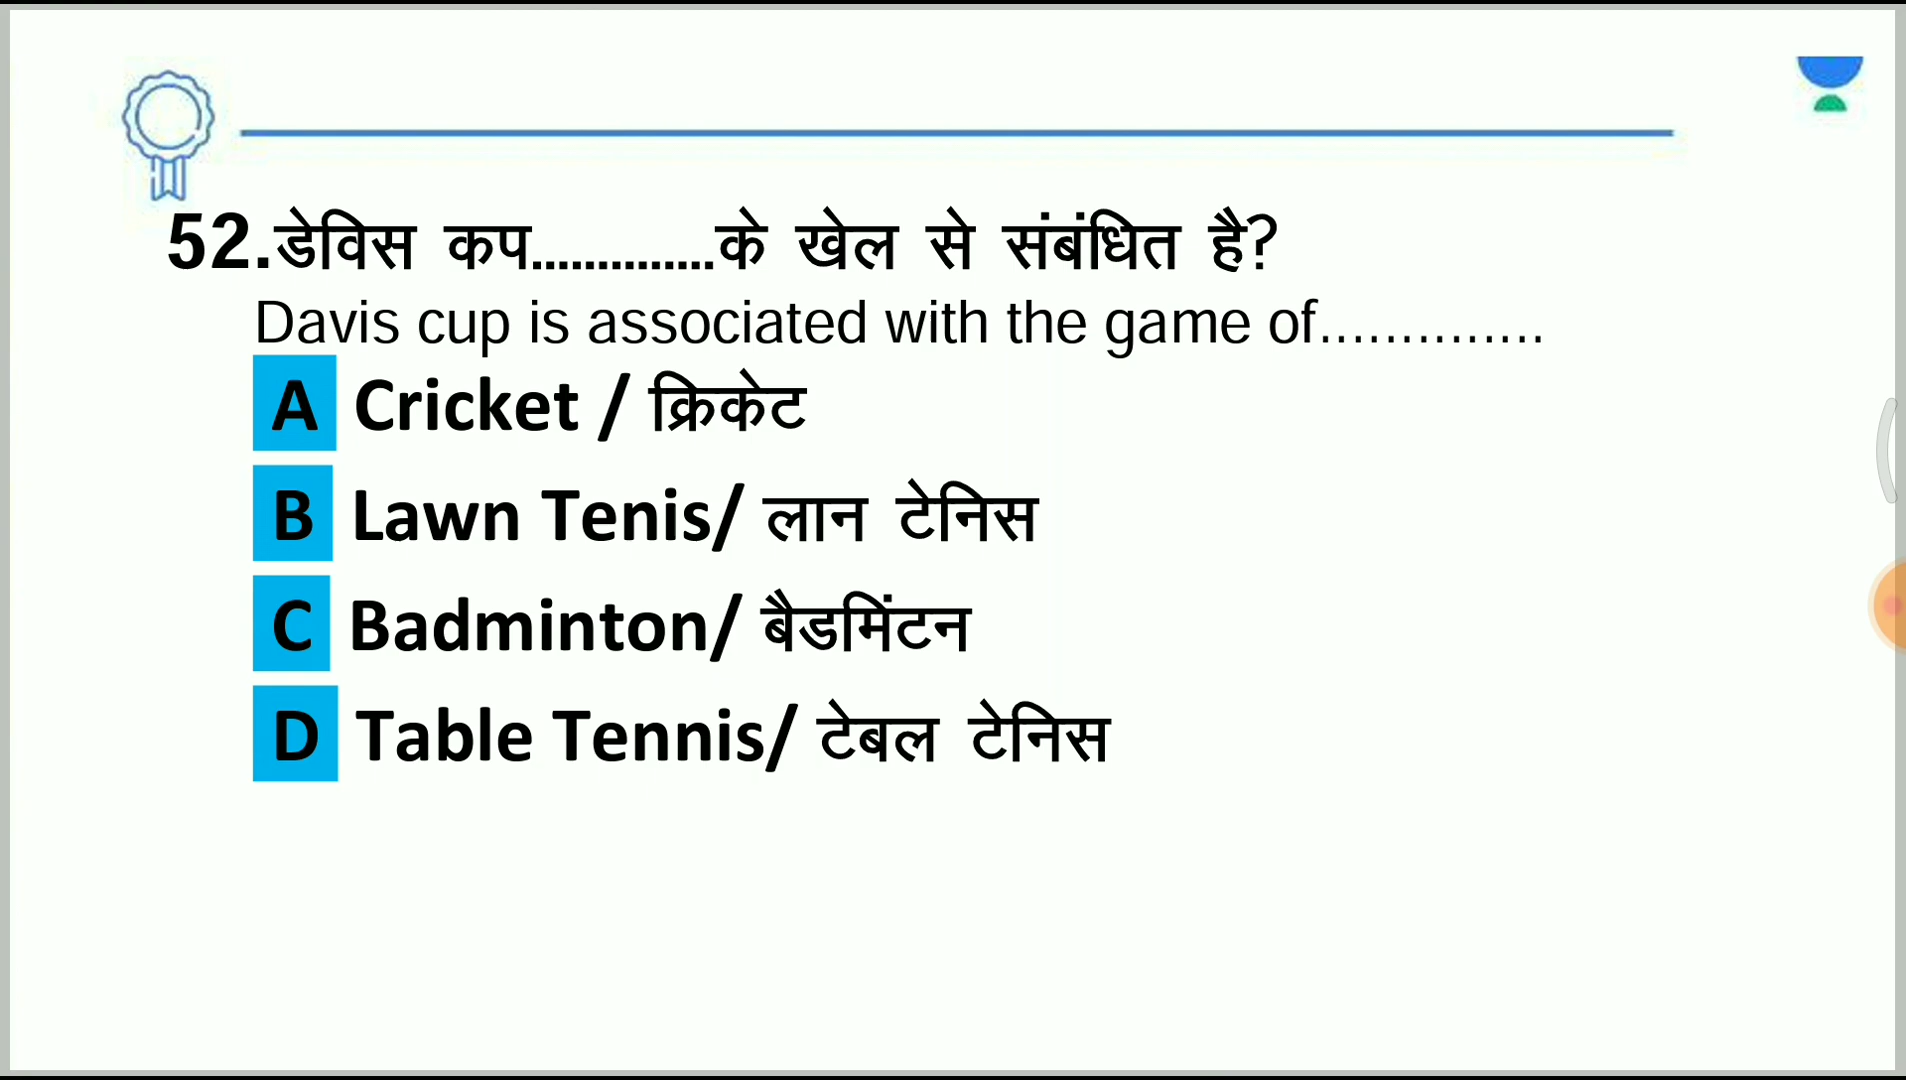 52.डेविस कप..............के खेल से संबंधित है?
Davis cup is associated with the game of..............
A Cricket / क्रिकेट
B Lawn Tenis/ लान टेनिस
C Badminton/ बैडमिंटन
D Table Tennis/ टेबल टेनिस